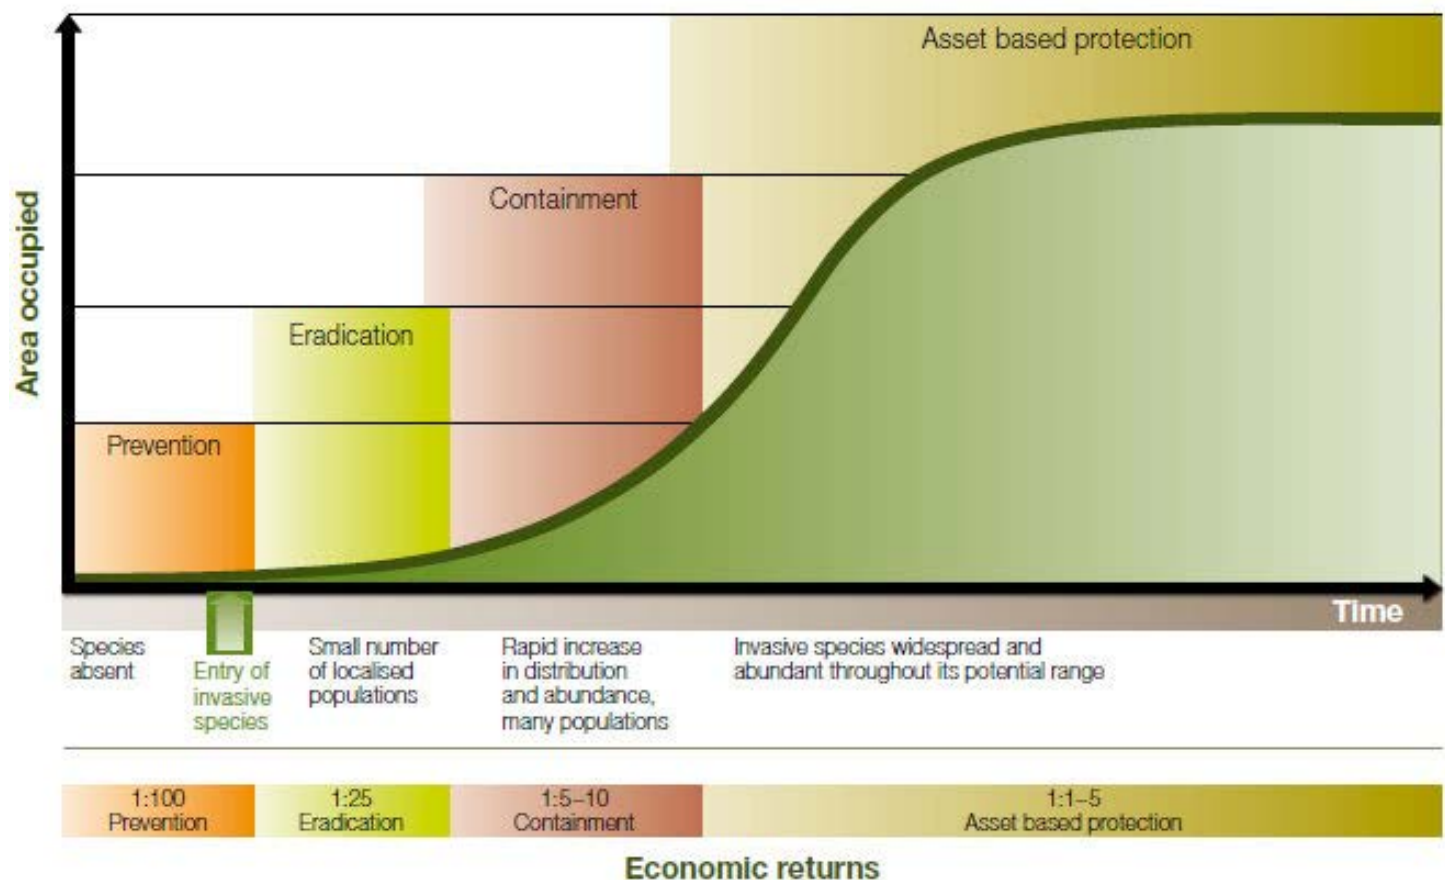 Asset based protection
Containment
Eradication
Prevention
Area occupied
Time
Species
absent
Entry of
invasive
species
Small number
of localised
populations
Rapid increase
in distribution
and abundance,
many populations
Invasive species widespread and
abundant throughout its potential range
1:100
Prevention
1:25
Eradication
1:5–10
Containment
1:1–5
Asset based protection
Economic returns